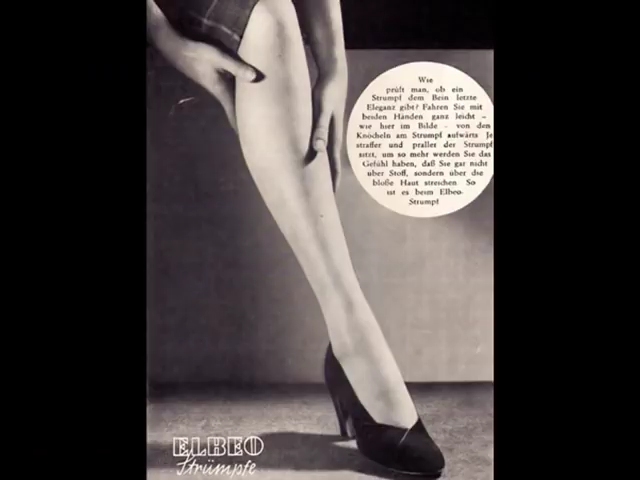 Wie
prüft man, ob ein
Strumpf dem Bein letzte
Eleganz gibt? Fahren Sie mit
beiden Händen ganz leicht –
wie hier im Bilde – von den
Knöcheln am Strumpf aufwärts Je
straffer und praller der Strumpf
sitzt, um so mehr werden Sie das
Gefühl haben, daß Sie gar nicht
über Stoff, sondern über die
bloße Haut streichen So
ist es beim Elbeo-
Strumpf
ELBEO
Strümpfe